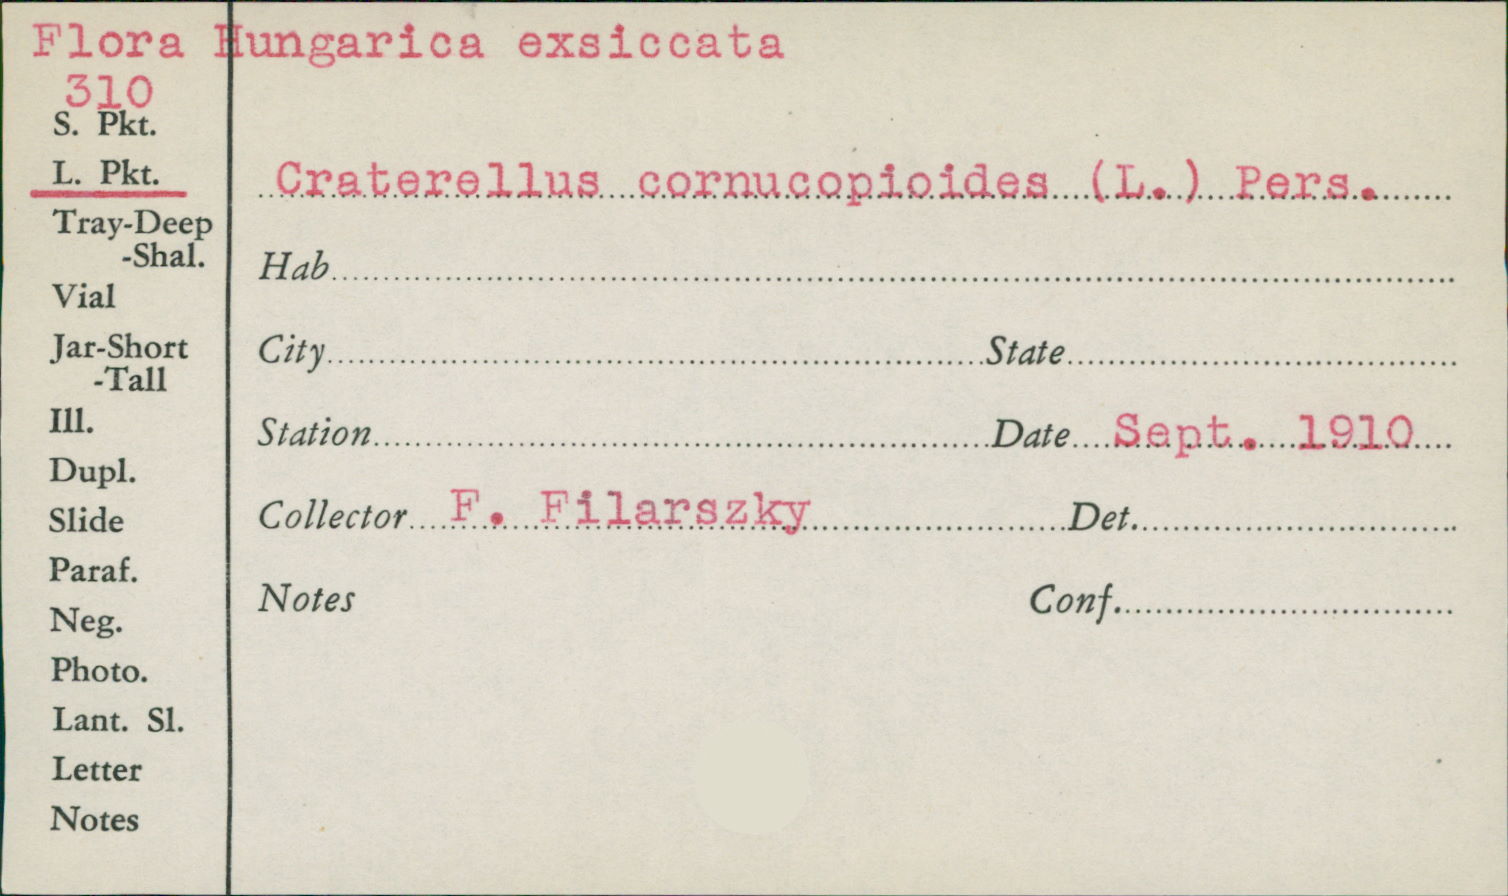 Flora Hungarica exsiccata
310
S. Pkt.
L. Pkt.
Tray-Deep
-Shal.
Vial
Jar-Short
-Tall
Ill.
Dupl.
Slide
Paraf.
Neg.
Photo.
Lant. Sl.
Letter
Notes
Craterellus cornucopioides (L.) Pers.
Hab.
City State
Station Date Sept. 1910
Collector F. Filarszky Det.
Notes Conf.